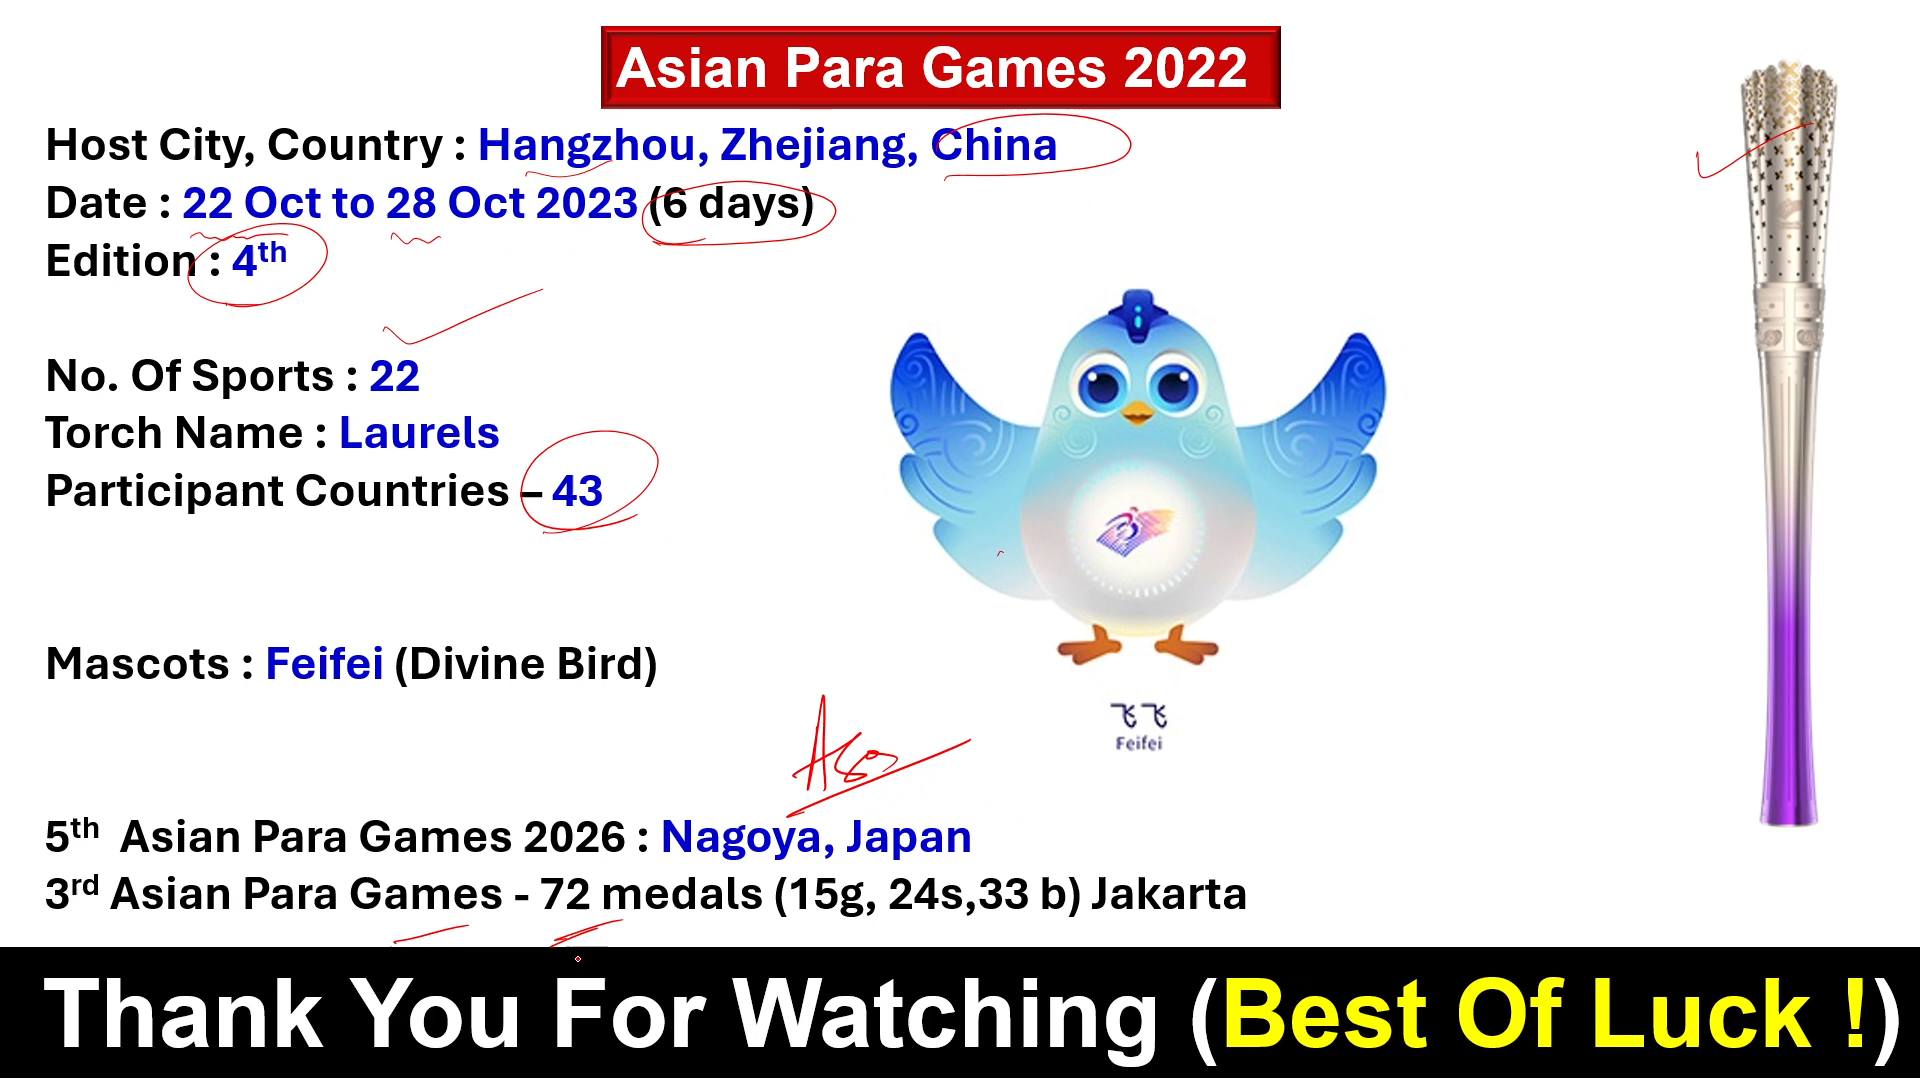 Asian Para Games 2022
Host City, Country : Hangzhou, Zhejiang, China
Date : 22 Oct to 28 Oct 2023 (6 days)
Edition : 4th
No. Of Sports : 22
Torch Name : Laurels
Participant Countries – 43
Mascots : Feifei (Divine Bird)
飞飞
Feifei
5th Asian Para Games 2026 : Nagoya, Japan
3rd Asian Para Games - 72 medals (15g, 24s,33 b) Jakarta
Thank You For Watching (Best Of Luck !)